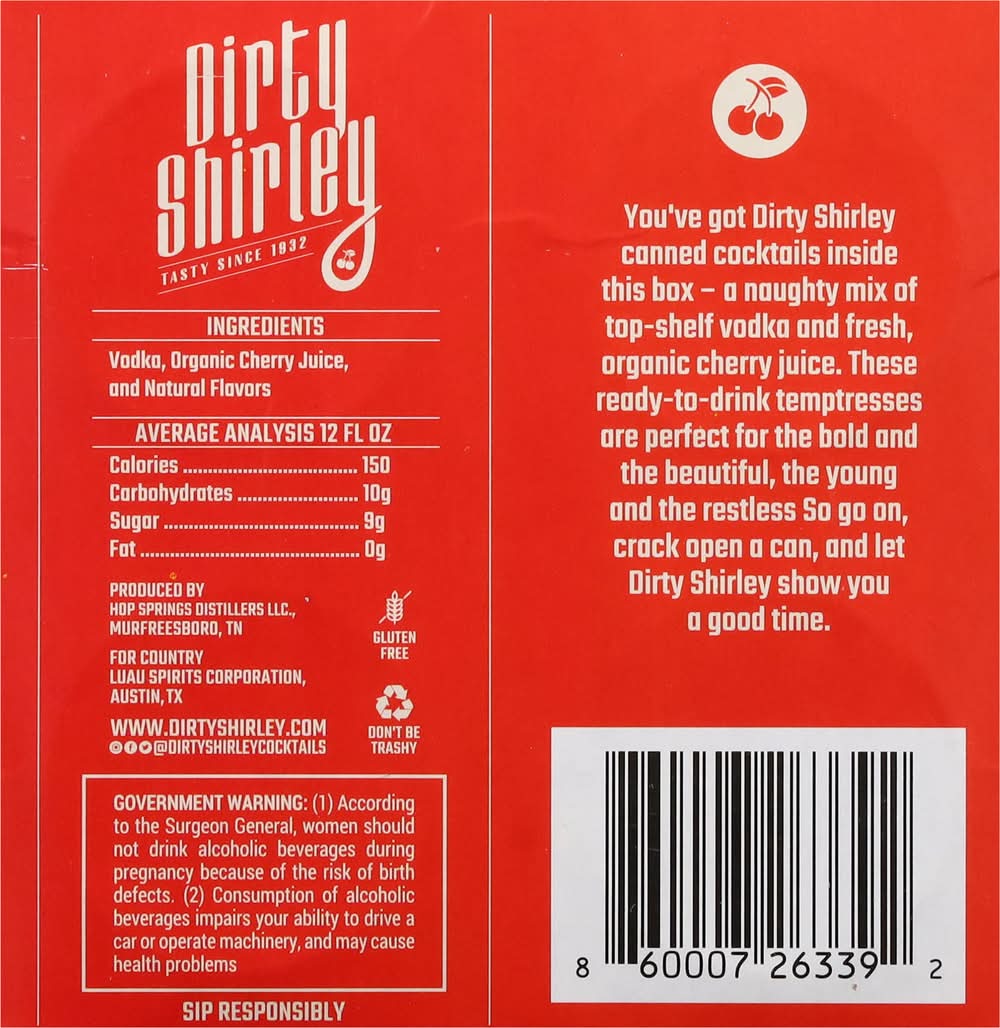 Dirty
Shirley
TASTY SINCE 1932
INGREDIENTS
Vodka, Organic Cherry Juice,
and Natural Flavors
AVERAGE ANALYSIS 12 FL OZ
Calories ........................................ 150
Carbohydrates ............................ 10g
Sugar ............................................. 9g
Fat .................................................. 0g
PRODUCED BY
HOP SPRINGS DISTILLERS LLC.,
MURFREESBORO, TN
FOR COUNTRY
LUAU SPIRITS CORPORATION,
AUSTIN, TX
WWW.DIRTYSHIRLEY.COM
@DIRTYSHIRLEYCOCKTAILS
GLUTEN
FREE
DON'T BE
TRASHY
GOVERNMENT WARNING: (1) According
to the Surgeon General, women should
not drink alcoholic beverages during
pregnancy because of the risk of birth
defects. (2) Consumption of alcoholic
beverages impairs your ability to drive a
car or operate machinery, and may cause
health problems
SIP RESPONSIBLY
You've got Dirty Shirley
canned cocktails inside
this box – a naughty mix of
top-shelf vodka and fresh,
organic cherry juice. These
ready-to-drink temptresses
are perfect for the bold and
the beautiful, the young
and the restless So go on,
crack open a can, and let
Dirty Shirley show you
a good time.
8 60007 26339 2